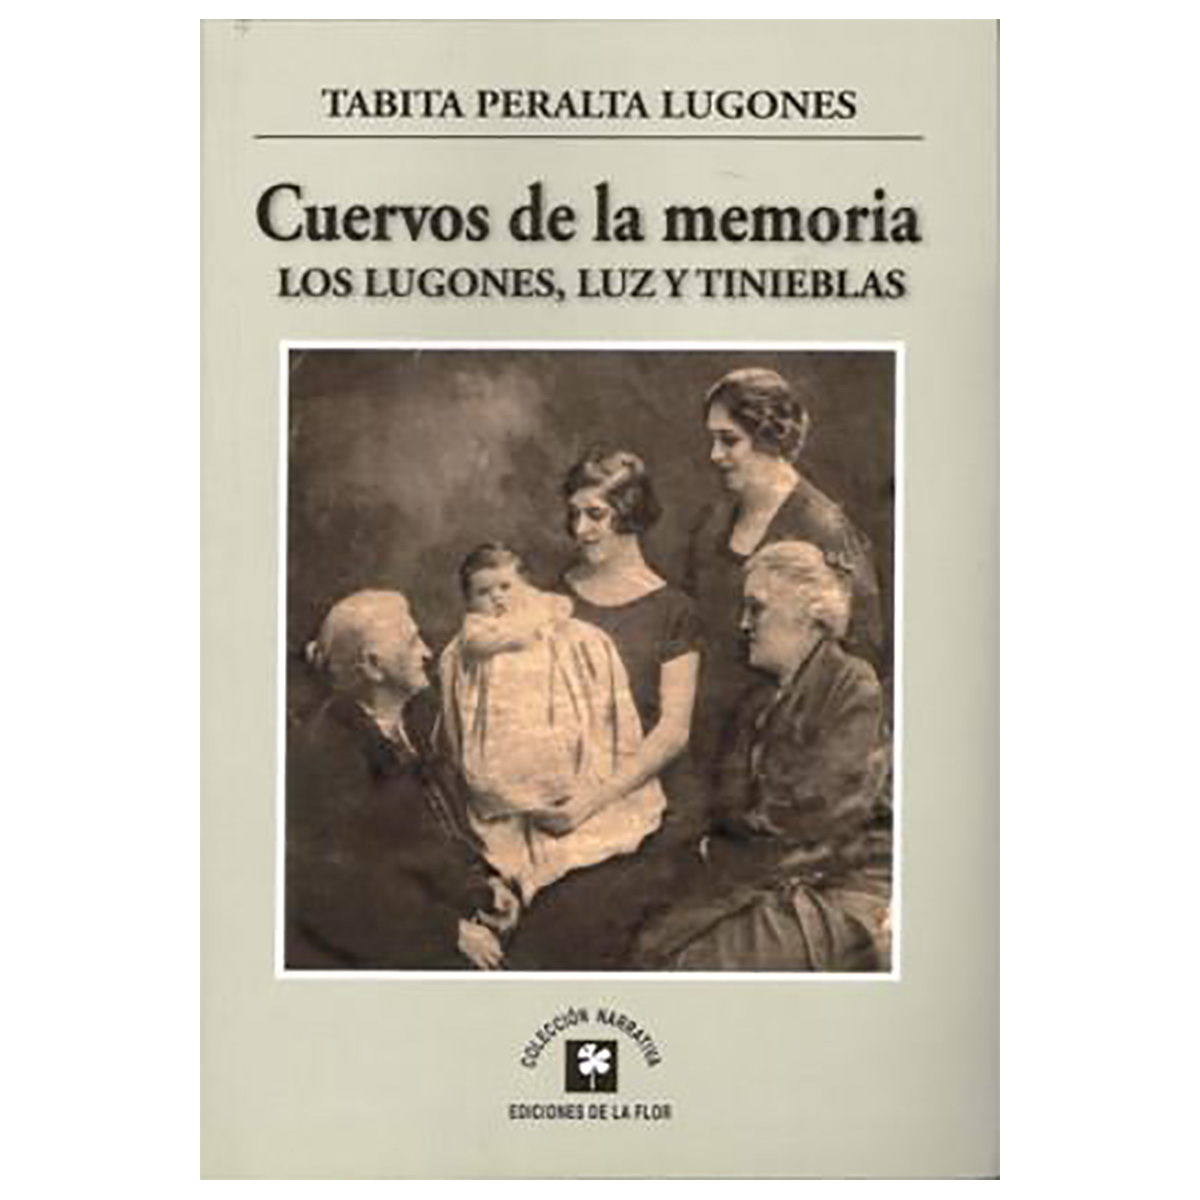 TABITA PERALTA LUGONES
Cuervos de la memoria
LOS LUGONES, LUZ Y TINIEBLAS
COLECCIÓN NARRATIVA
EDICIONES DE LA FLOR